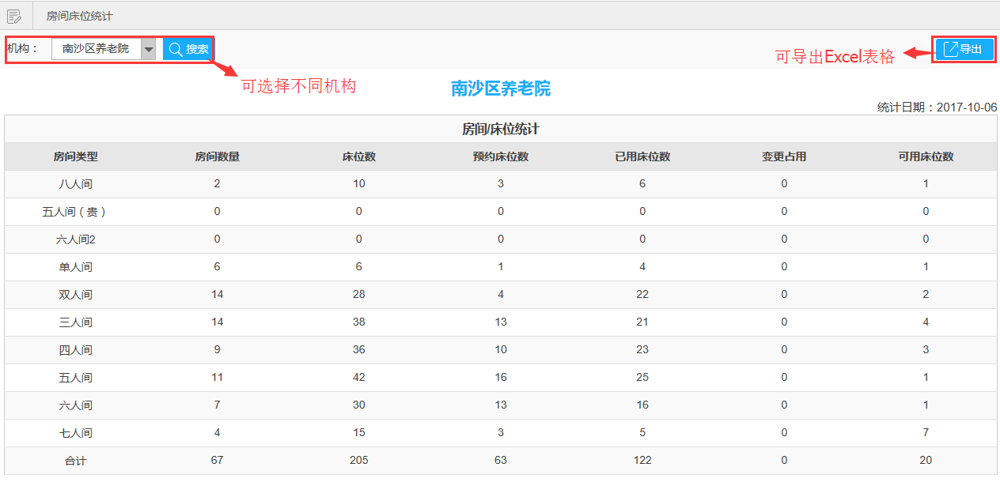 房间床位统计
机构： 南沙区养老院 搜索 可导出Excel表格 导出
可选择不同机构
南沙区养老院
统计日期：2017-10-06
房间/床位统计
房间类型 房间数量 床位数 预约床位数 已用床位数 变更占用 可用床位数
八人间 2 10 3 6 0 1
五人间（贵） 0 0 0 0 0 0
六人间2 0 0 0 0 0 0
单人间 6 6 1 4 0 1
双人间 14 28 4 22 0 2
三人间 14 38 13 21 0 4
四人间 9 36 10 23 0 3
五人间 11 42 16 25 0 1
六人间 7 30 13 16 0 1
七人间 4 15 3 5 0 7
合计 67 205 63 122 0 20